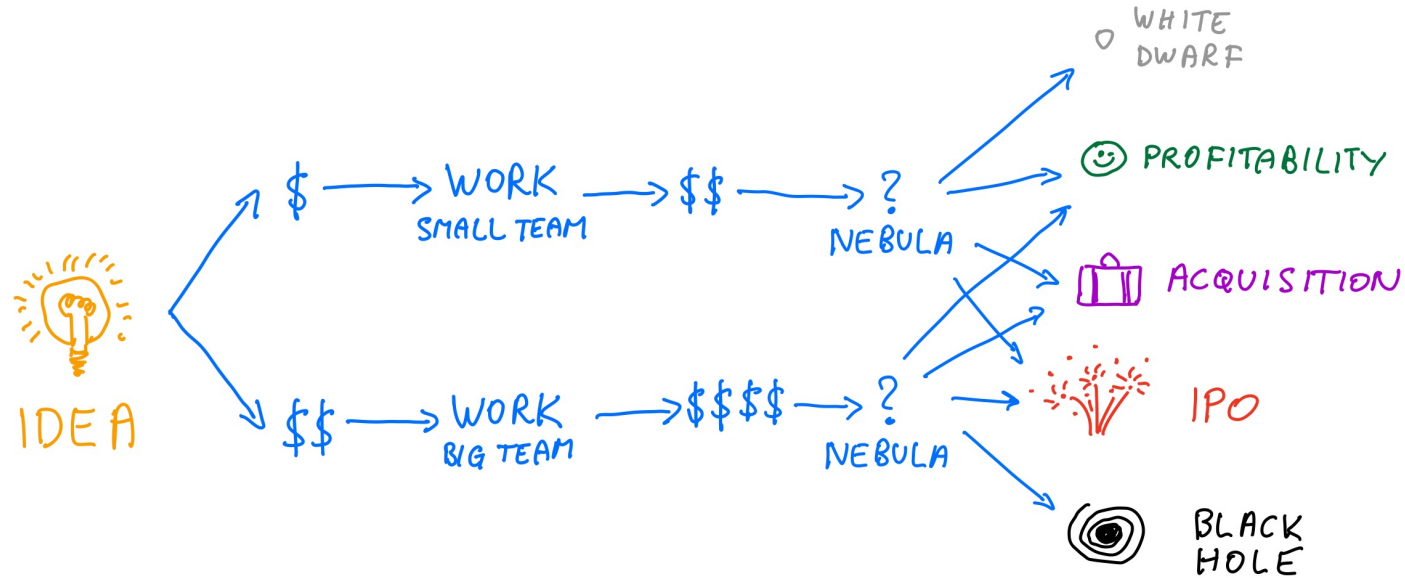 WHITE
DWARF
PROFITABILITY
$ WORK $$ ?
SMALL TEAM
NEBULA
ACQUISITION
IDEA
$$ WORK $$$$ ?
BIG TEAM
NEBULA
IPO
BLACK
HOLE